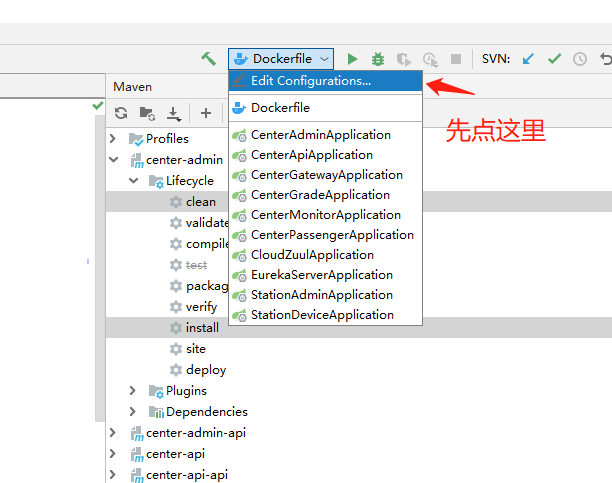 Dockerfile
SVN:
Edit Configurations...
Maven
先点这里
Dockerfile
Profiles
CenterAdminApplication
center-admin
CenterApiApplication
Lifecycle
CenterGatewayApplication
clean
CenterGradeApplication
validate
CenterMonitorApplication
compile
CenterPassengerApplication
test
CloudZuulApplication
packag
EurekaServerApplication
verify
StationAdminApplication
install
StationDeviceApplication
site
deploy
Plugins
Dependencies
center-admin-api
center-api
center-api-api